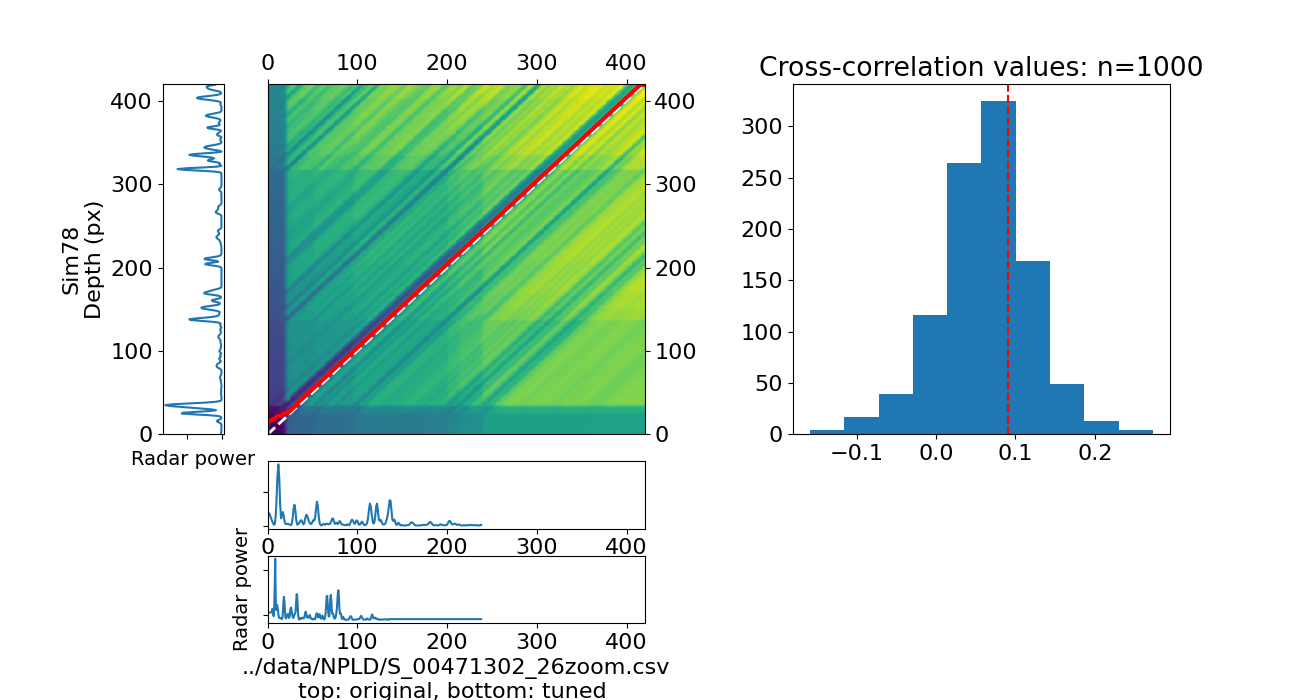 0 100 200 300 400
Cross-correlation values: n=1000
400
300
200
100
0
Sim78
Depth (px)
Radar power
400
300
200
100
0
300
250
200
150
100
50
0
−0.1 0.0 0.1 0.2
0 100 200 300 400
Radar power
0 100 200 300 400
../data/NPLD/S_00471302_26zoom.csv
top: original, bottom: tuned